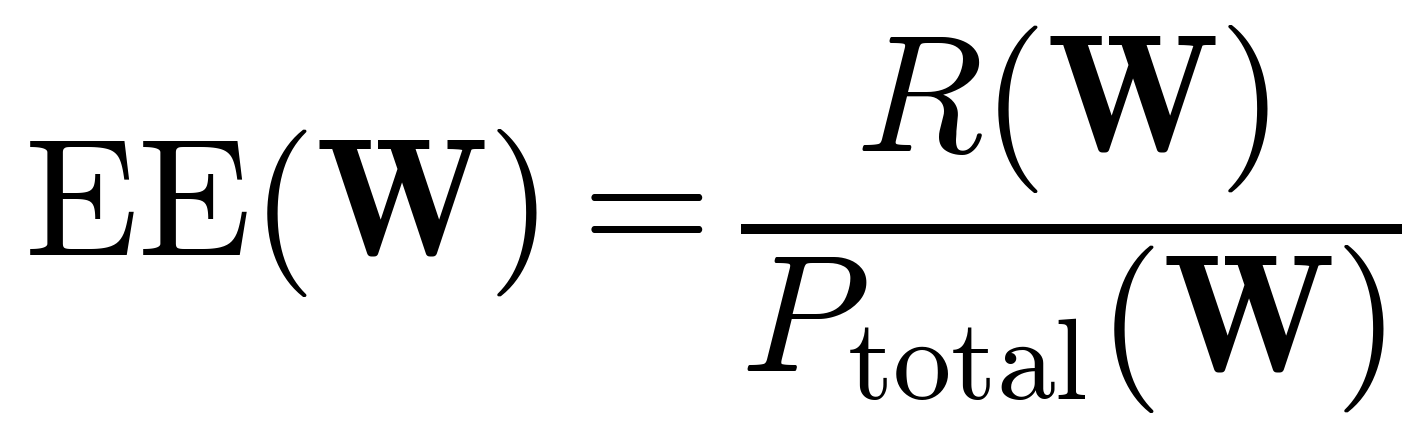 EE(𝐖) = R(𝐖) / P_total(𝐖)